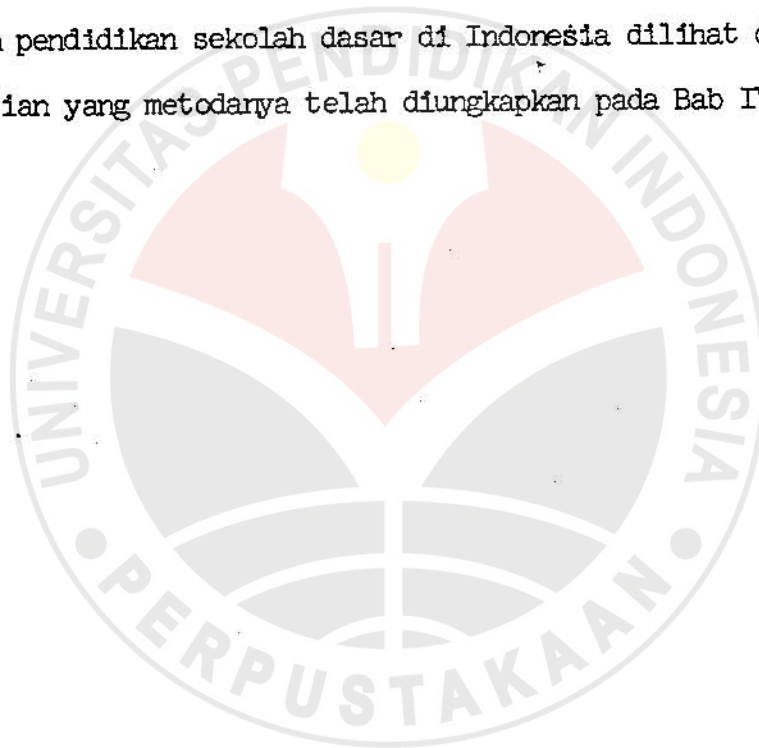 pendidikan sekolah dasar di Indonesia dilihat
ian yang metodanya telah diungkapkan pada Bab
UNIVERSITAS PENDIDIKAN INDONESIA
PERPUSTAKAAN